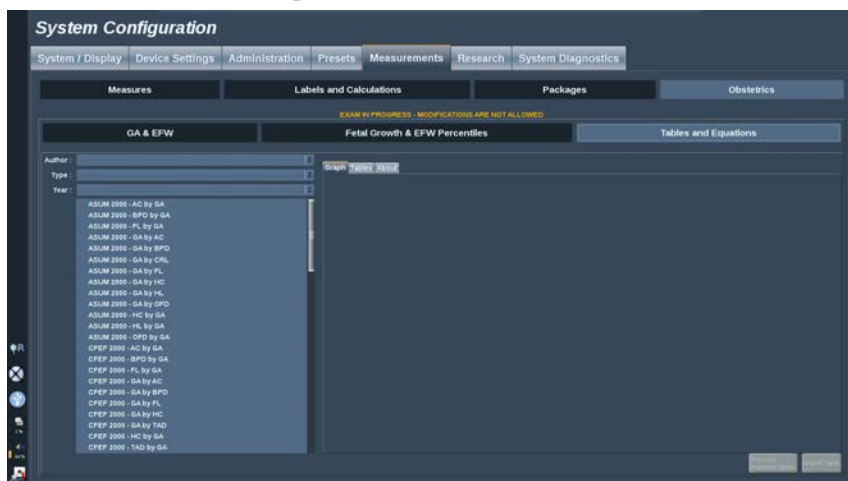 System Configuration
System / Display Device Settings Administration Presets Measurements Research System Diagnostics
Measures Labels and Calculations Packages Obstetrics
EXAM IN PROGRESS - MODIFICATIONS ARE NOT ALLOWED
GA & EFW Fetal Growth & EFW Percentiles Tables and Equations
Author :
Type :
Year :
Graph Tables About
ASUM 2000 - AC by GA
ASUM 2000 - BPD by GA
ASUM 2000 - FL by GA
ASUM 2000 - GA by AC
ASUM 2000 - GA by BPD
ASUM 2000 - GA by CRL
ASUM 2000 - GA by FL
ASUM 2000 - GA by HC
ASUM 2000 - GA by HL
ASUM 2000 - GA by OFD
ASUM 2000 - HC by GA
ASUM 2000 - HL by GA
ASUM 2000 - OFD by GA
CFEF 2000 - AC by GA
CFEF 2000 - BPD by GA
CFEF 2000 - FL by GA
CFEF 2000 - GA by AC
CFEF 2000 - GA by BPD
CFEF 2000 - GA by FL
CFEF 2000 - GA by HC
CFEF 2000 - GA by TAD
CFEF 2000 - HC by GA
CFEF 2000 - TAD by GA
R